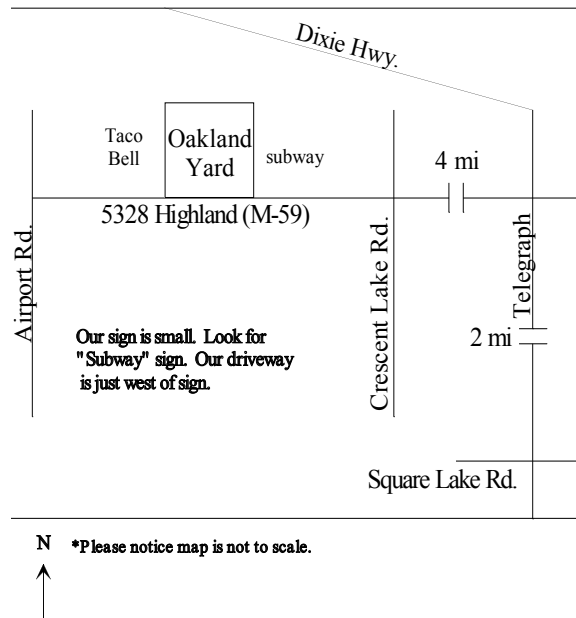 Dixie Hwy.
Taco
Bell
Oakland
Yard
subway
4 mi
5328 Highland (M-59)
Airport Rd.
Crescent Lake Rd.
Telegraph
Our sign is small. Look for
"Subway" sign. Our driveway
is just west of sign.
2 mi
Square Lake Rd.
N
*Please notice map is not to scale.